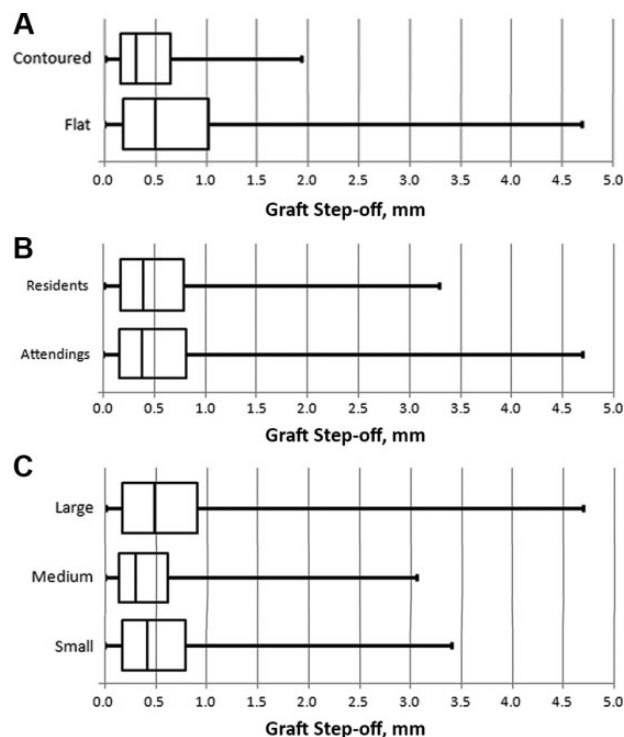 A
Contoured
Flat
0.0 0.5 1.0 1.5 2.0 2.5 3.0 3.5 4.0 4.5 5.0
Graft Step-off, mm
B
Residents
Attendings
0.0 0.5 1.0 1.5 2.0 2.5 3.0 3.5 4.0 4.5 5.0
Graft Step-off, mm
C
Large
Medium
Small
0.0 0.5 1.0 1.5 2.0 2.5 3.0 3.5 4.0 4.5 5.0
Graft Step-off, mm